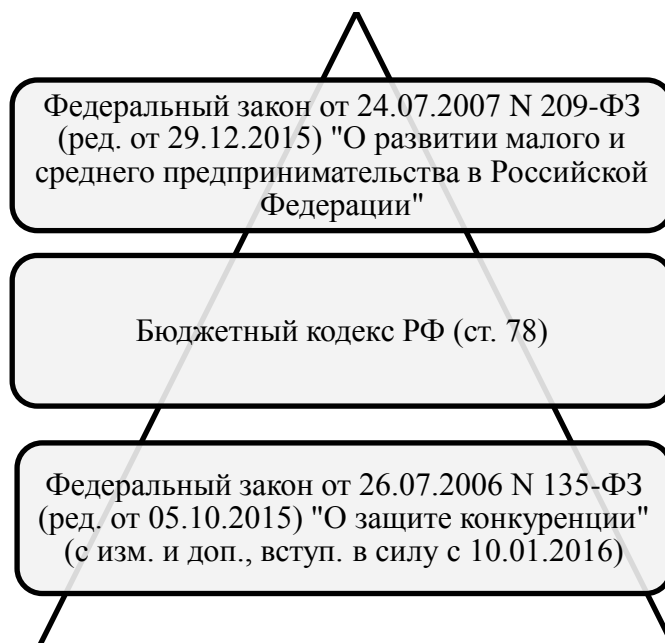 Федеральный закон от 24.07.2007 N 209-ФЗ
(ред. от 29.12.2015) "О развитии малого и
среднего предпринимательства в Российской
Федерации"
Бюджетный кодекс РФ (ст. 78)
Федеральный закон от 26.07.2006 N 135-ФЗ
(ред. от 05.10.2015) "О защите конкуренции"
(с изм. и доп., вступ. в силу с 10.01.2016)